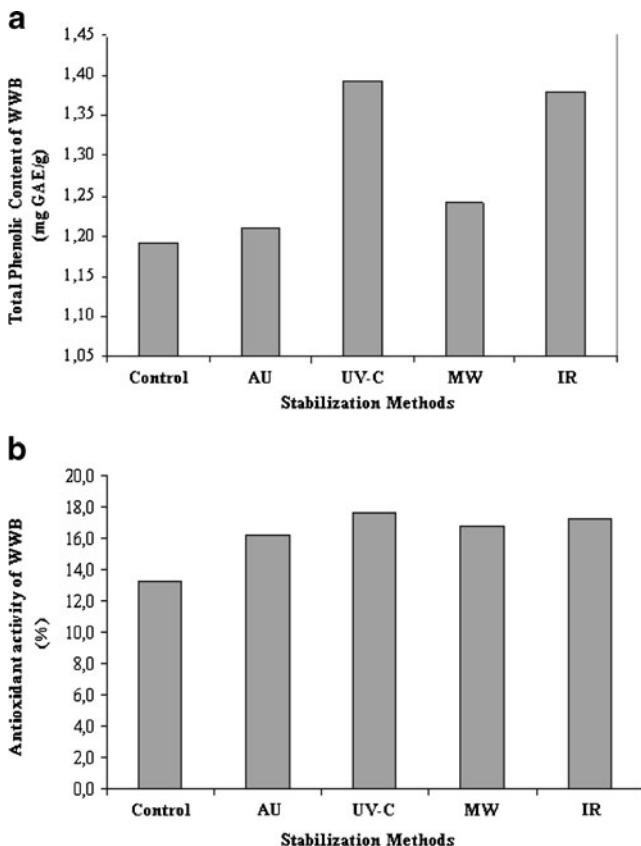 a
Total Phenolic Content of WWB
(mg GAE/g)
1,45
1,40
1,35
1,30
1,25
1,20
1,15
1,10
1,05
Control AU UV-C MW IR
Stabilization Methods
b
Antioxidant activity of WWB
(%)
20,0
18,0
16,0
14,0
12,0
10,0
8,0
6,0
4,0
2,0
0,0
Control AU UV-C MW IR
Stabilization Methods